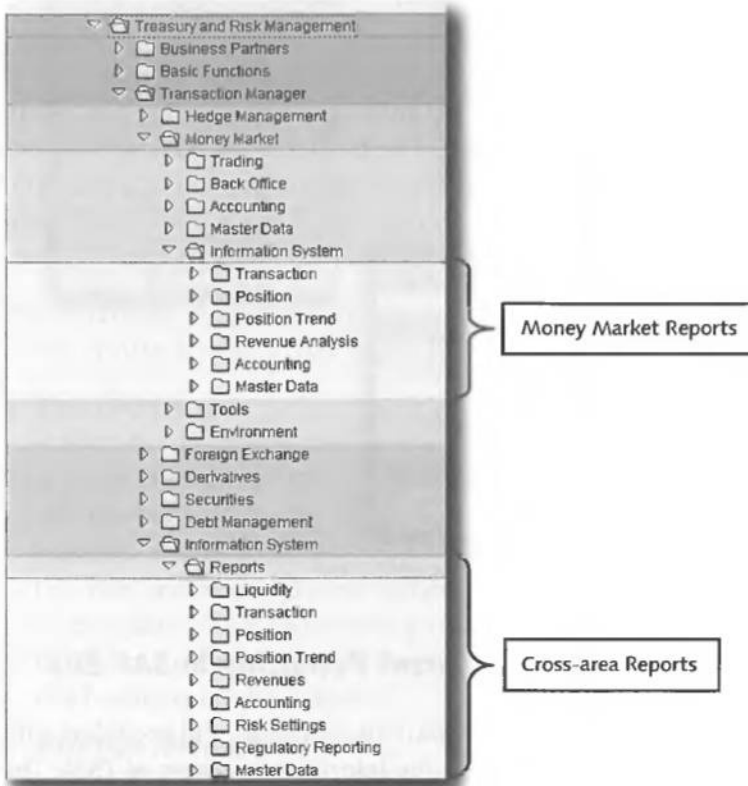 Treasury and Risk Management
Business Partners
Basic Functions
Transaction Manager
Hedge Management
Money Market
Trading
Back Office
Accounting
Master Data
Information System
Transaction
Position
Position Trend
Revenue Analysis
Accounting
Master Data
Money Market Reports
Tools
Environment
Foreign Exchange
Derivatives
Securities
Debt Management
Information System
Reports
Liquidity
Transaction
Position
Position Trend
Revenues
Accounting
Risk Settings
Regulatory Reporting
Master Data
Cross-area Reports